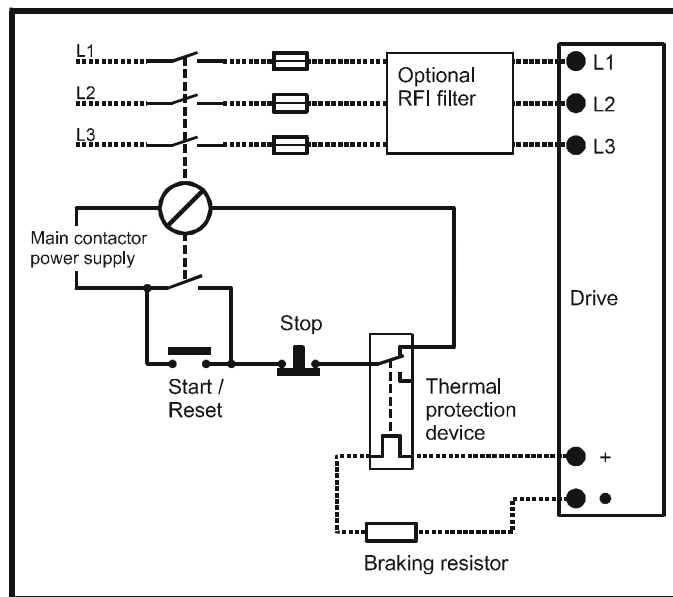 L1
L2
L3
Optional
RFI filter
L1
L2
L3
Main contactor
power supply
Drive
Stop
Start /
Reset
Thermal
protection
device
+
Braking resistor